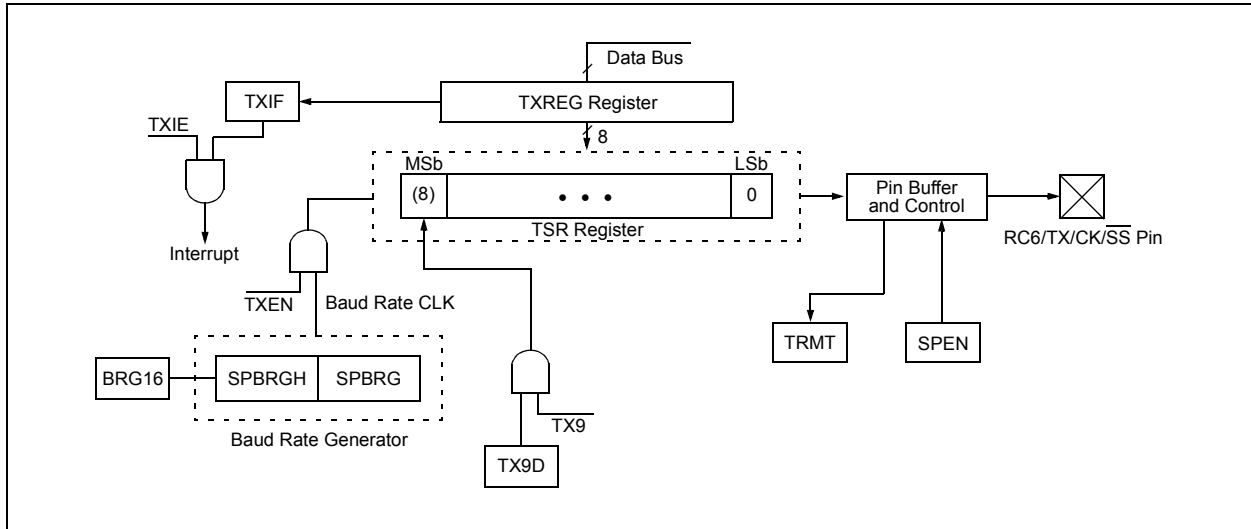 Data Bus
TXIF
TXREG Register
TXIE
8
MSb
LSb
(8)
• • •
0
Pin Buffer
and Control
TSR Register
Interrupt
RC6/TX/CK/S̅S̅ Pin
TXEN
Baud Rate CLK
TRMT
SPEN
BRG16
SPBRGH
SPBRG
TX9
Baud Rate Generator
TX9D